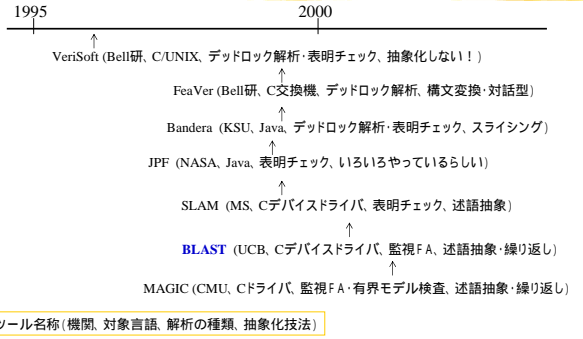 1995 2000
VeriSoft (Bell研、C/UNIX、デッドロック解析･表明チェック、抽象化しない！)
FeaVer (Bell研、C交換機、デッドロック解析、構文変換･対話型)
Bandera (KSU、Java、デッドロック解析･表明チェック、スライシング)
JPF (NASA、Java、表明チェック、いろいろやっているらしい)
SLAM (MS、Cデバイスドライバ、表明チェック、述語抽象)
BLAST (UCB、Cデバイスドライバ、監視FA、述語抽象･繰り返し)
MAGIC (CMU、Cドライバ、監視FA･有界モデル検査、述語抽象･繰り返し)
ツール名称(機関、対象言語、解析の種類、抽象化技法)